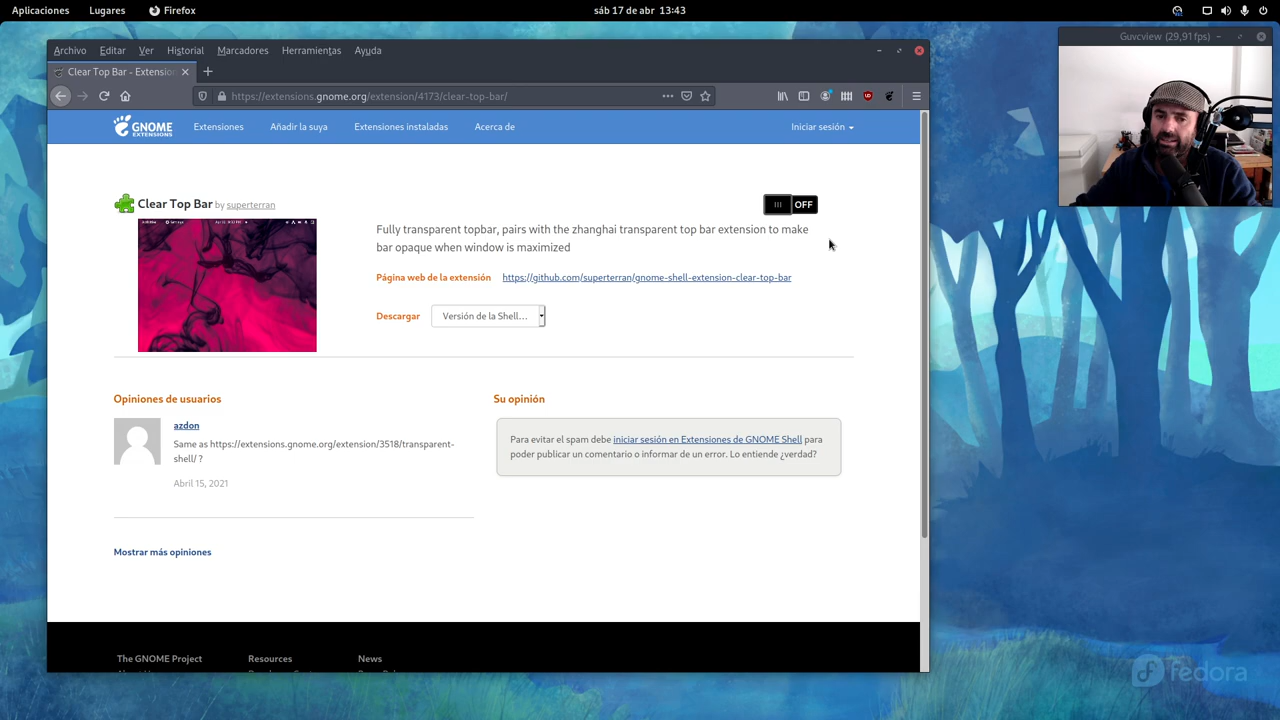 Aplicaciones Lugares Firefox sáb 17 de abr 13:43
Guvcview (29,91 fps)
Archivo Editar Ver Historial Marcadores Herramientas Ayuda
Clear Top Bar - Extension
https://extensions.gnome.org/extension/4173/clear-top-bar/
GNOME EXTENSIONS Extensiones Añadir la suya Extensiones instaladas Acerca de Iniciar sesión
Clear Top Bar by superterran OFF
Fully transparent topbar, pairs with the zhanghai transparent top bar extension to make
bar opaque when window is maximized
Página web de la extensión https://github.com/superterran/gnome-shell-extension-clear-top-bar
Descargar Versión de la Shell...
Opiniones de usuarios
azdon
Same as https://extensions.gnome.org/extension/3518/transparent-
shell/ ?
Abril 15, 2021
Mostrar más opiniones
Su opinión
Para evitar el spam debe iniciar sesión en Extensiones de GNOME Shell para
poder publicar un comentario o informar de un error. Lo entiende ¿verdad?
The GNOME Project Resources News
fedora